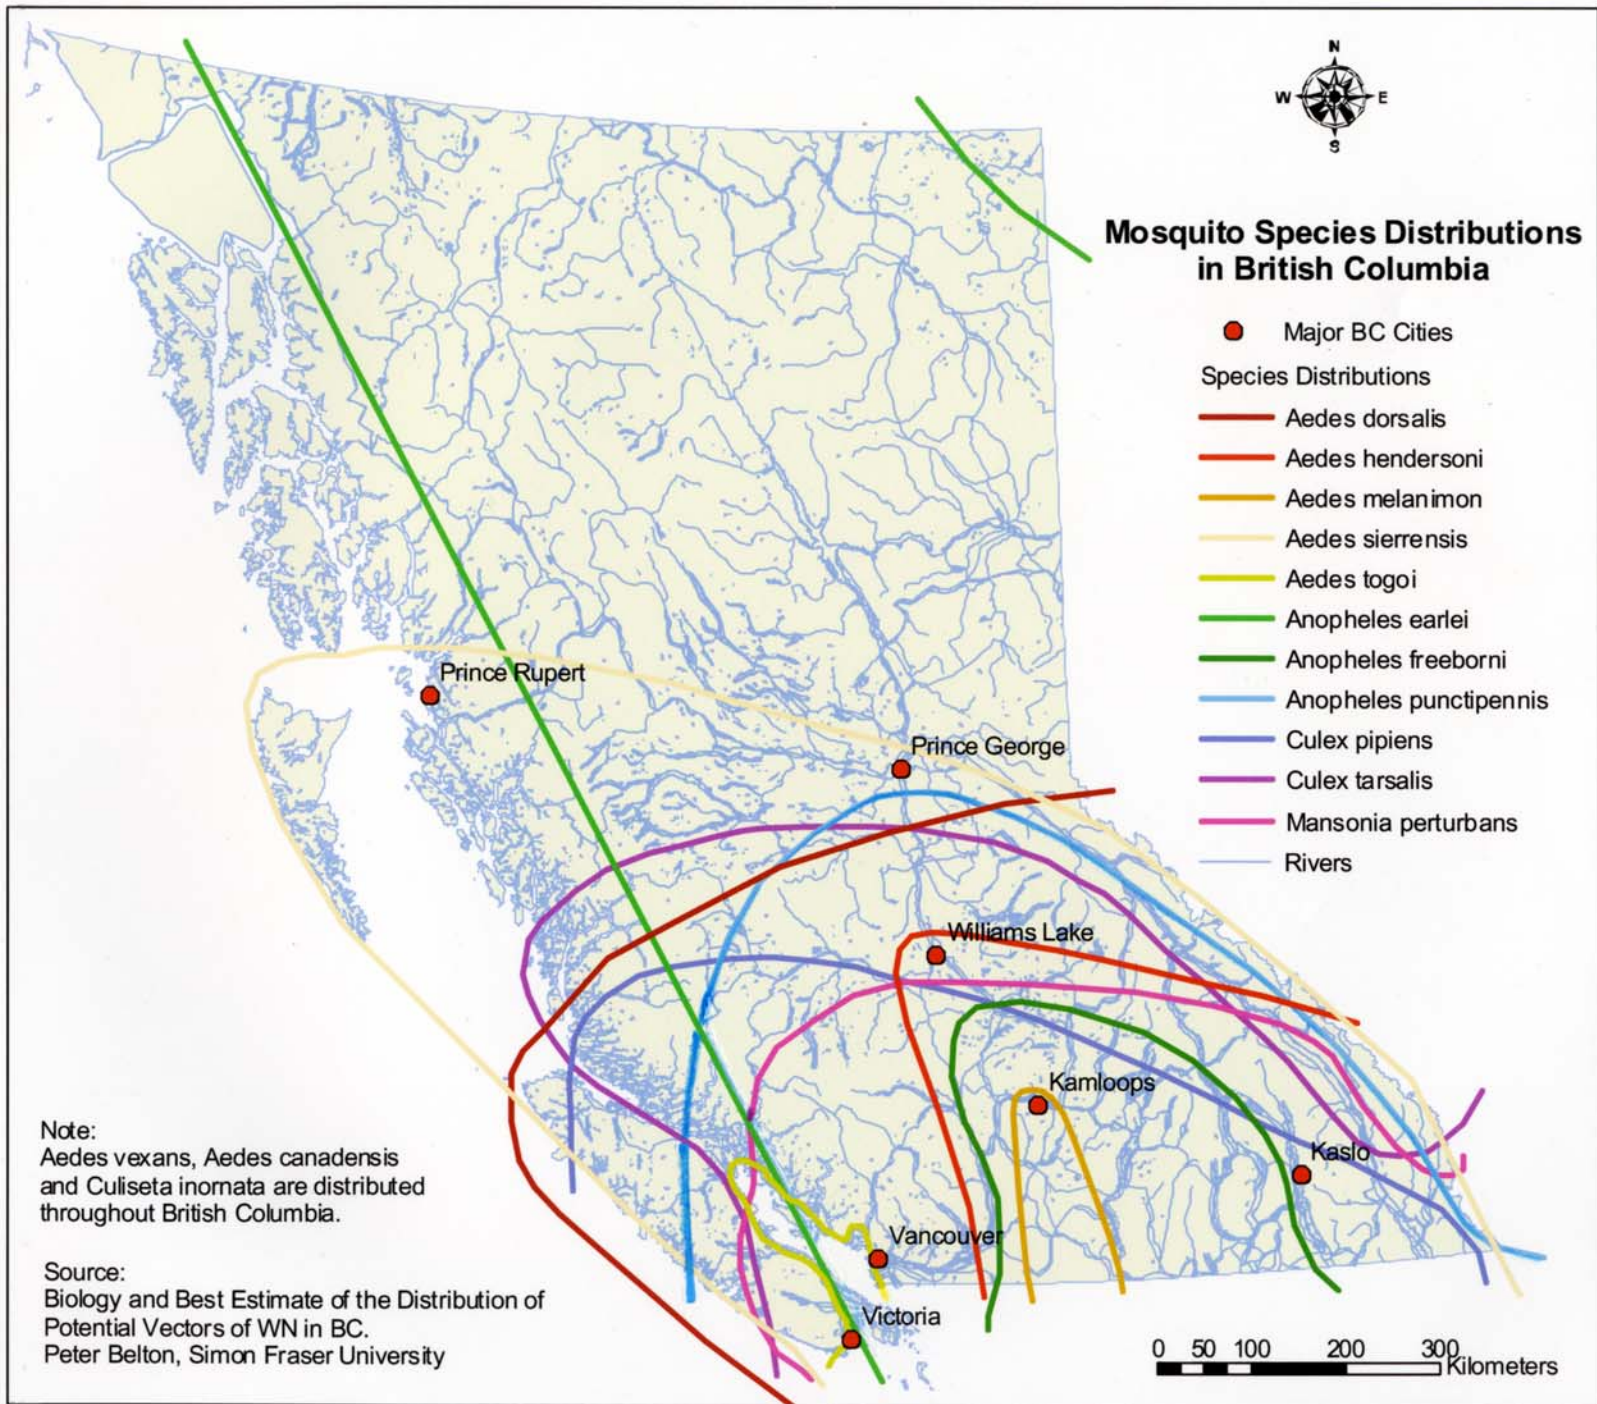 N
W E
S
Mosquito Species Distributions
in British Columbia
Major BC Cities
Species Distributions
Aedes dorsalis
Aedes hendersoni
Aedes melanimon
Aedes sierrensis
Aedes togoi
Anopheles earlei
Anopheles freeborni
Anopheles punctipennis
Culex pipiens
Culex tarsalis
Mansonia perturbans
Rivers
Prince Rupert
Prince George
Williams Lake
Kamloops
Kaslo
Vancouver
Victoria
Note:
Aedes vexans, Aedes canadensis
and Culiseta inornata are distributed
throughout British Columbia.
Source:
Biology and Best Estimate of the Distribution of
Potential Vectors of WN in BC.
Peter Belton, Simon Fraser University
0 50 100 200 300
Kilometers